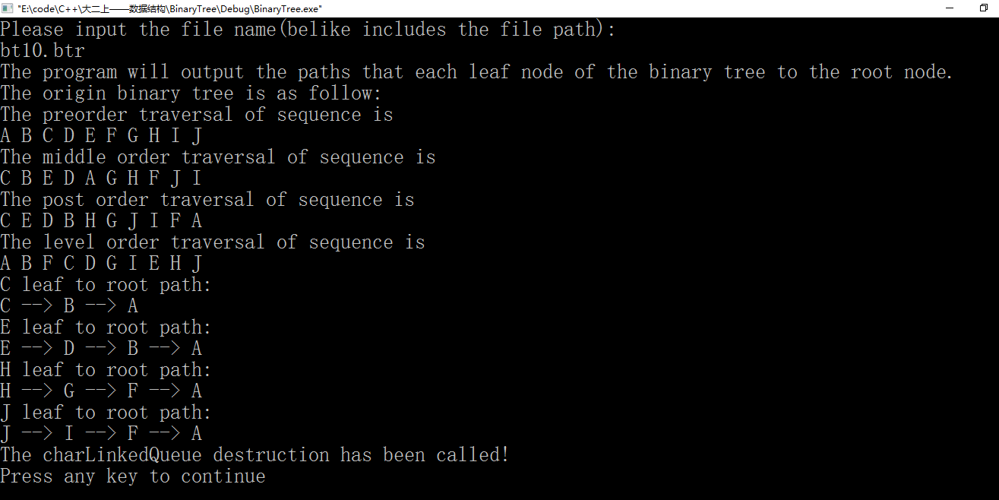 "E:\code\C++\大二上——数据结构\BinaryTree\Debug\BinaryTree.exe"
Please input the file name(belike includes the file path):
bt10.btr
The program will output the paths that each leaf node of the binary tree to the root node.
The origin binary tree is as follow:
The preorder traversal of sequence is
A B C D E F G H I J
The middle order traversal of sequence is
C B E D A G H F J I
The post order traversal of sequence is
C E D B H G J I F A
The level order traversal of sequence is
A B F C D G I E H J
C leaf to root path:
C --> B --> A
E leaf to root path:
E --> D --> B --> A
H leaf to root path:
H --> G --> F --> A
J leaf to root path:
J --> I --> F --> A
The charLinkedQueue destruction has been called!
Press any key to continue